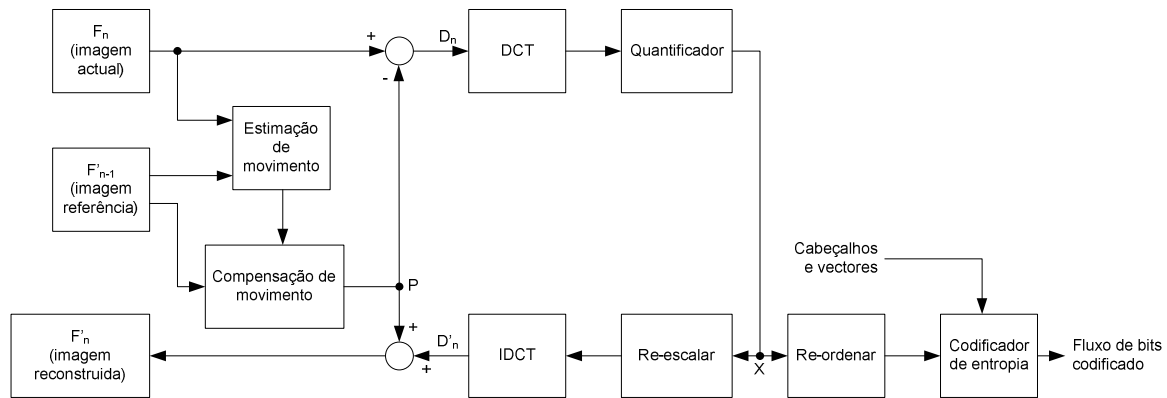 Fn
(imagem
actual)
+
-
Dn
DCT
Quantificador
Estimação
de
movimento
F'n-1
(imagem
referência)
Compensação de
movimento
P
Cabeçalhos
e vectores
F'n
(imagem
reconstruida)
+
+
D'n
IDCT
Re-escalar
X
Re-ordenar
Codificador
de entropia
Fluxo de bits
codificado